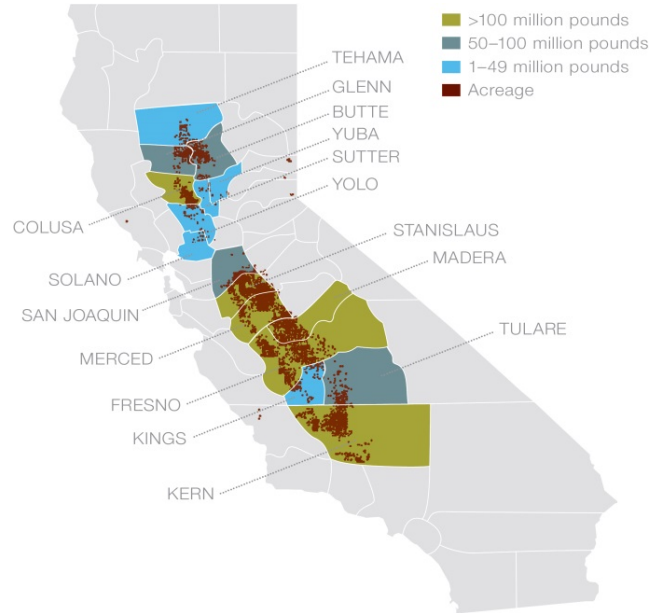 >100 million pounds
50–100 million pounds
1–49 million pounds
Acreage
TEHAMA
GLENN
BUTTE
YUBA
SUTTER
YOLO
COLUSA
STANISLAUS
MADERA
SOLANO
SAN JOAQUIN
TULARE
MERCED
FRESNO
KINGS
KERN